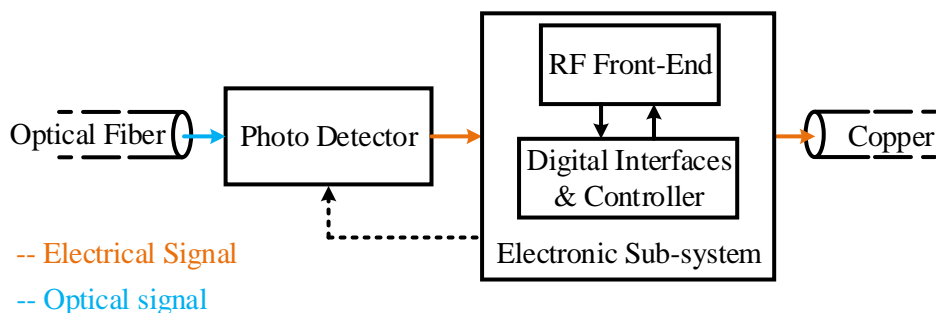 RF Front-End
Optical Fiber
Photo Detector
Digital Interfaces
& Controller
Copper
Electronic Sub-system
-- Electrical Signal
-- Optical signal